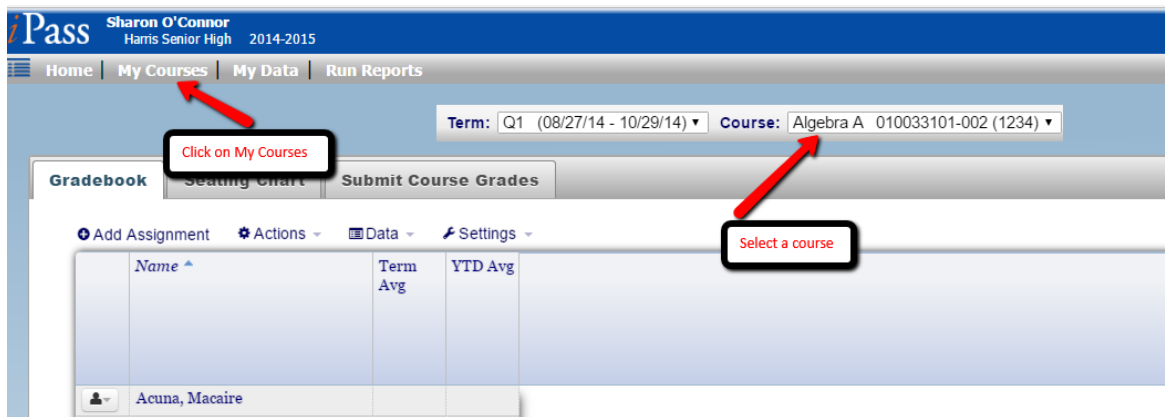 iPass Sharon O'Connor
Harris Senior High 2014-2015
Home | My Courses | My Data | Run Reports
Term: Q1 (08/27/14 - 10/29/14) Course: Algebra A 010033101-002 (1234)
Click on My Courses
Gradebook Seating Chart Submit Course Grades
Select a course
Add Assignment Actions Data Settings
Name Term Avg YTD Avg
Acuna, Macaire